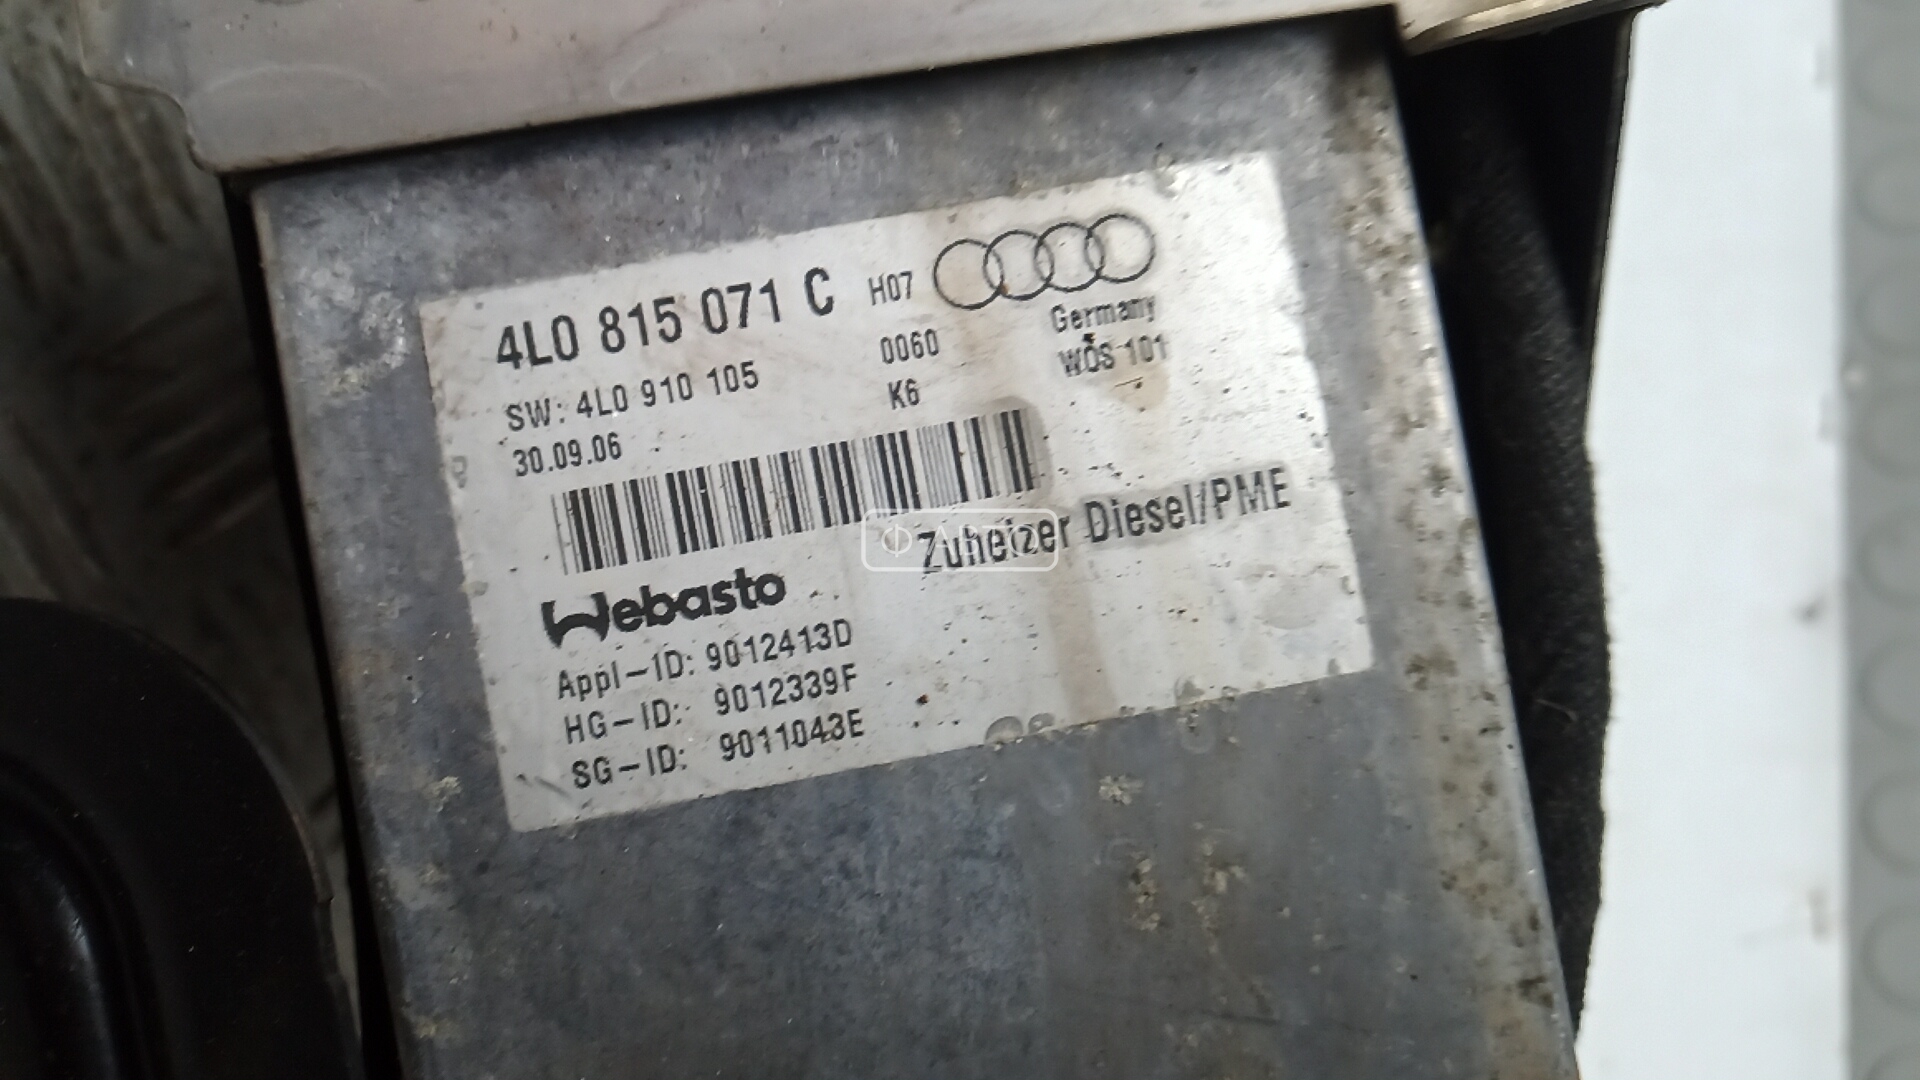 4L0 815 071 C H07
0060 Germany
SW: 4L0 910 105 K6 WOS 101
30.09.06
Zuheizer Diesel/PME
Webasto
Appl-ID: 9012413D
HG-ID: 9012339F
SG-ID: 9011043E